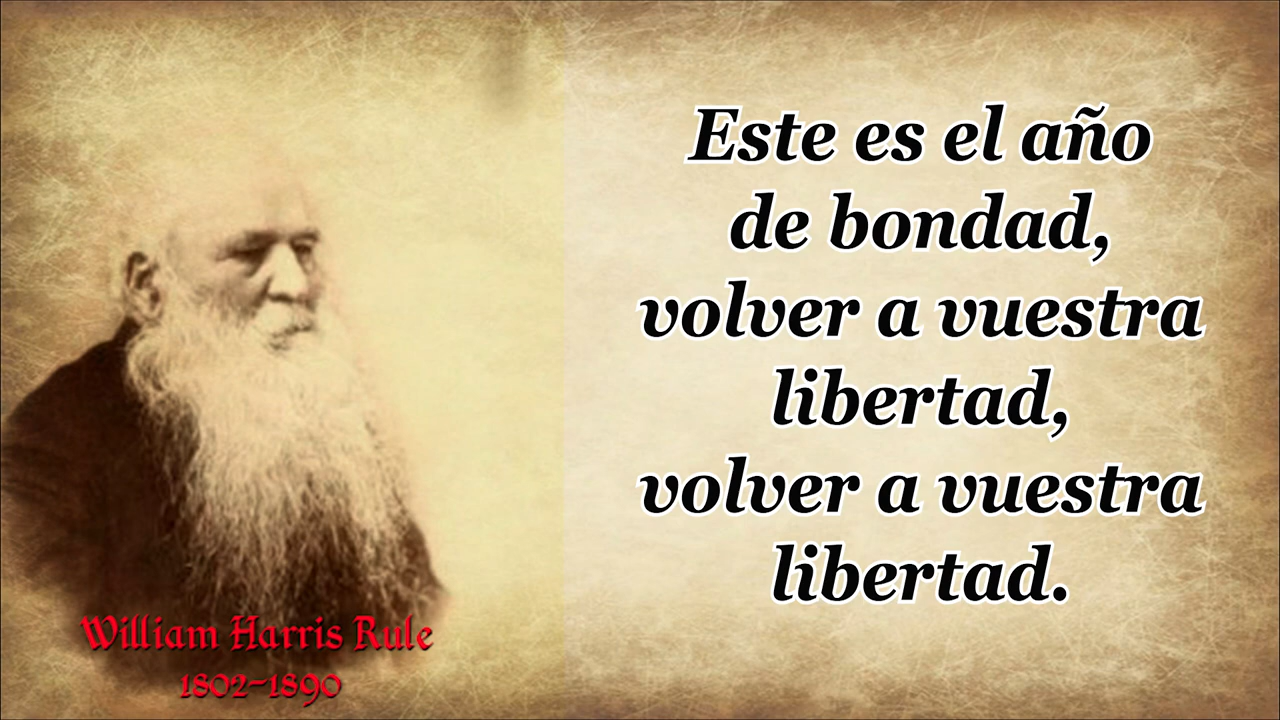 Este es el año
de bondad,
volver a vuestra
libertad,
volver a vuestra
libertad.
William Harris Rule
1802-1890